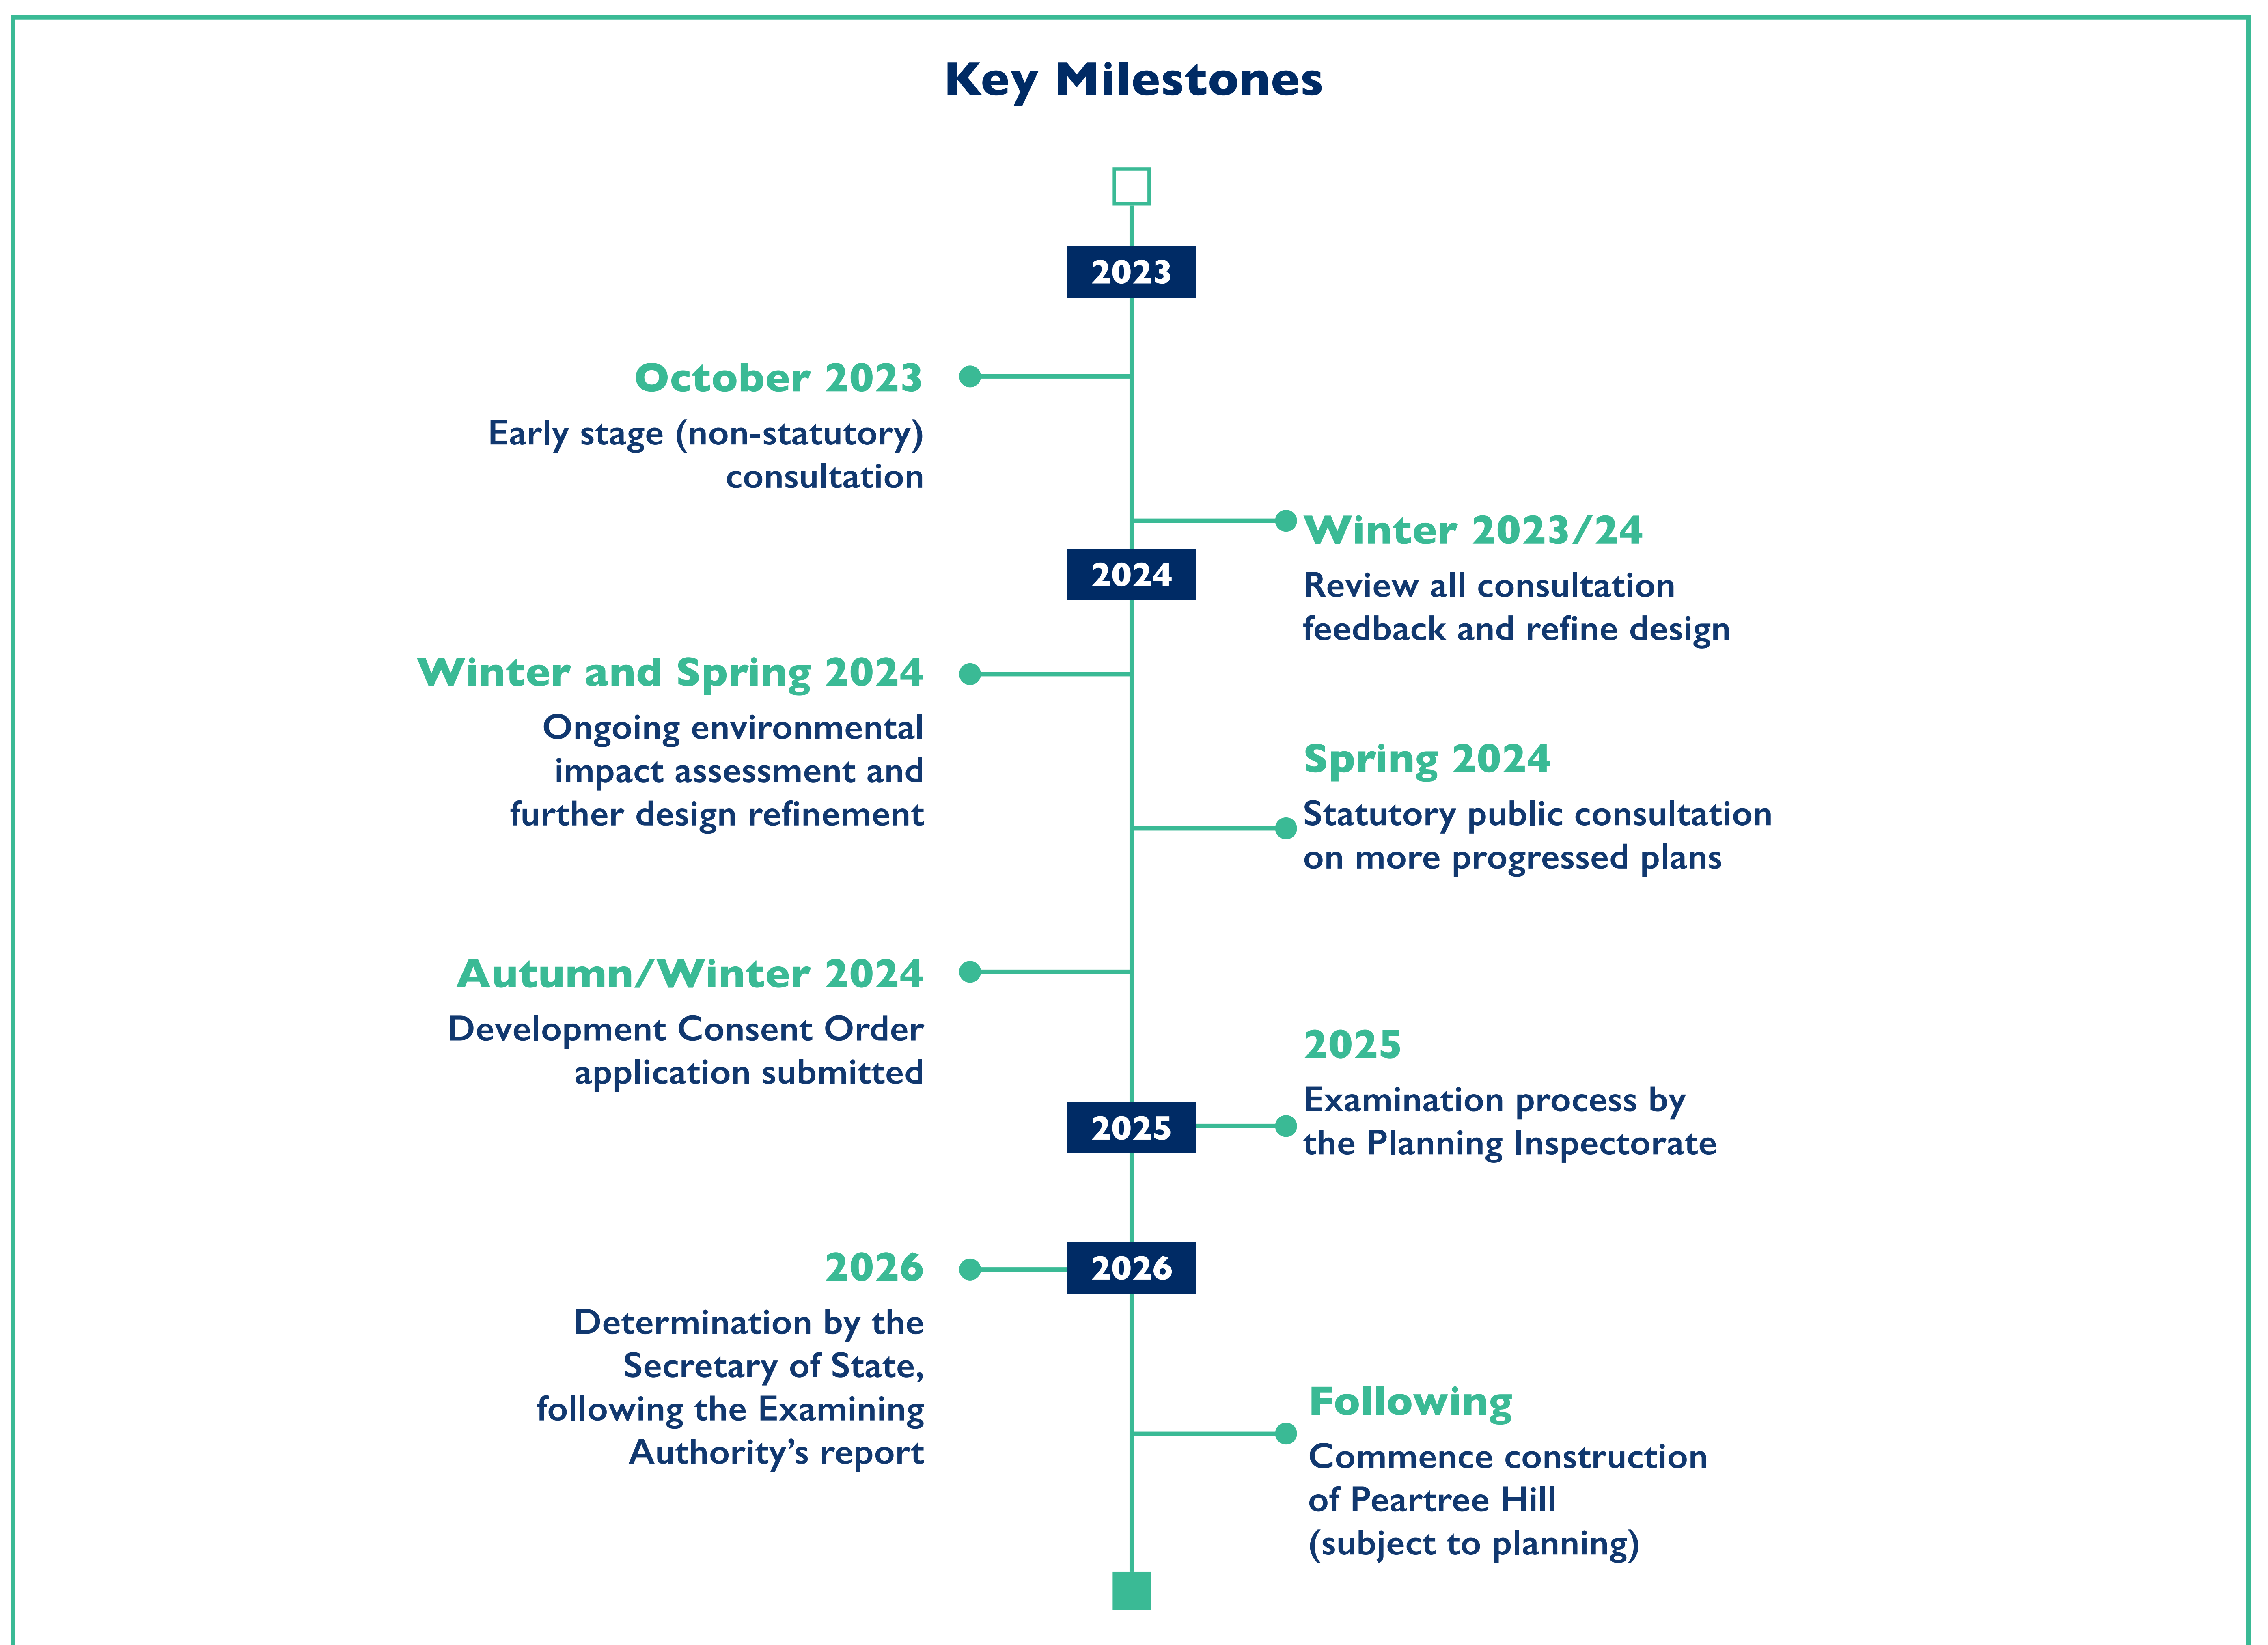 Key Milestones
2023
October 2023
Early stage (non-statutory)
consultation
Winter 2023/24
Review all consultation
feedback and refine design
2024
Winter and Spring 2024
Ongoing environmental
impact assessment and
further design refinement
Spring 2024
Statutory public consultation
on more progressed plans
Autumn/Winter 2024
Development Consent Order
application submitted
2025
2025
Examination process by
the Planning Inspectorate
2026
2026
Determination by the
Secretary of State,
following the Examining
Authority’s report
Following
Commence construction
of Peartree Hill
(subject to planning)